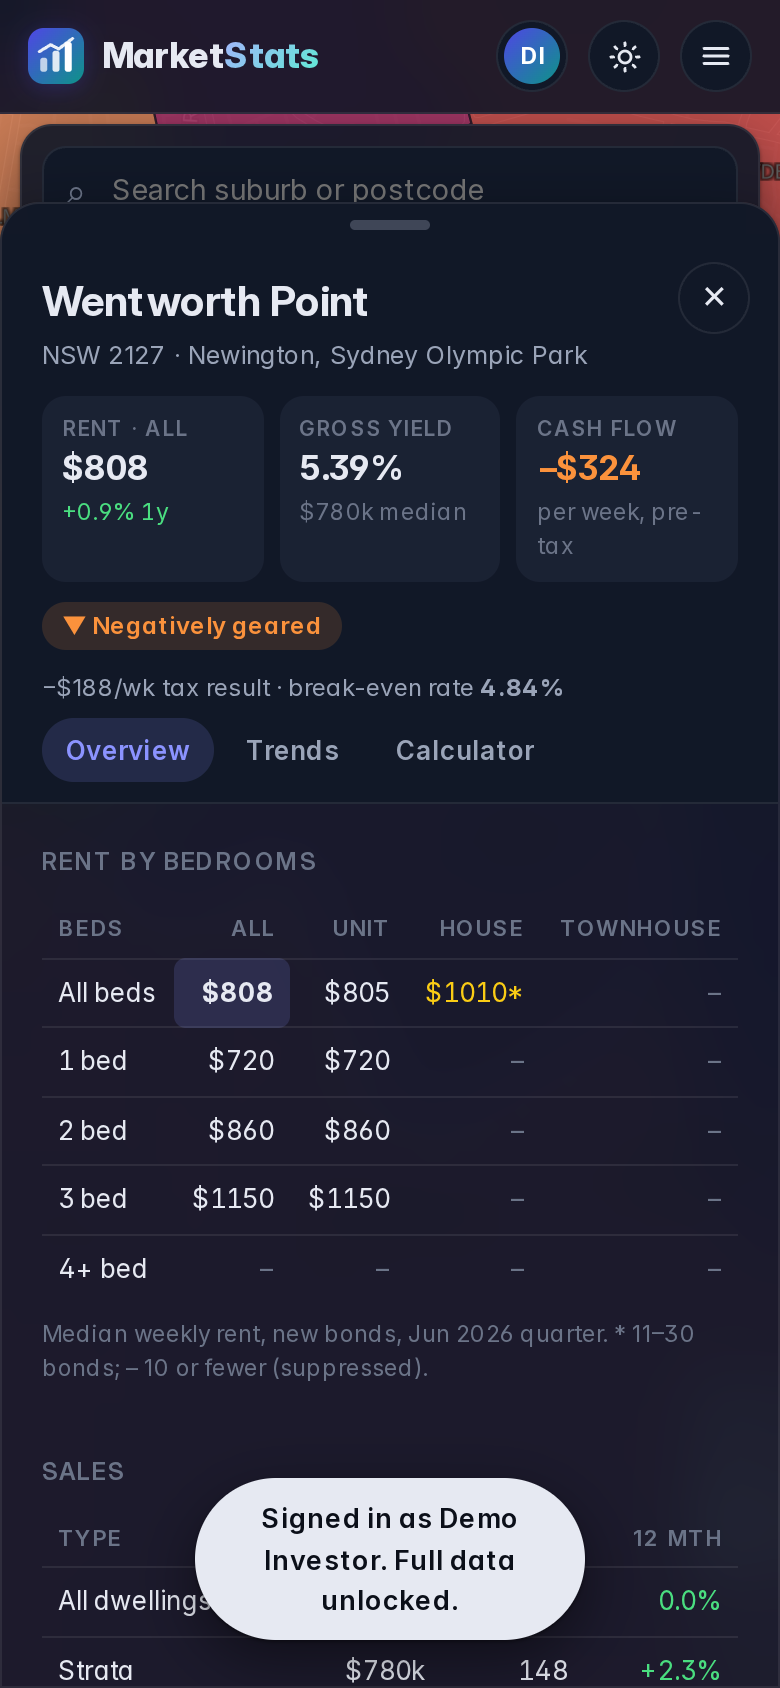 MarketStats
DI
Search suburb or postcode
Wentworth Point
✕
NSW 2127 · Newington, Sydney Olympic Park
RENT · ALL
$808
+0.9% 1y
GROSS YIELD
5.39%
$780k median
CASH FLOW
–$324
per week, pre-
tax
▼ Negatively geared
–$188/wk tax result · break-even rate 4.84%
Overview Trends Calculator
RENT BY BEDROOMS
BEDS ALL UNIT HOUSE TOWNHOUSE
All beds $808 $805 $1010* –
1 bed $720 $720 – –
2 bed $860 $860 – –
3 bed $1150 $1150 – –
4+ bed – – – –
Median weekly rent, new bonds, Jun 2026 quarter. * 11–30
bonds; – 10 or fewer (suppressed).
SALES
TYPE 12 MTH
All dwellings 0.0%
Strata $780k 148 +2.3%
Signed in as Demo
Investor. Full data
unlocked.